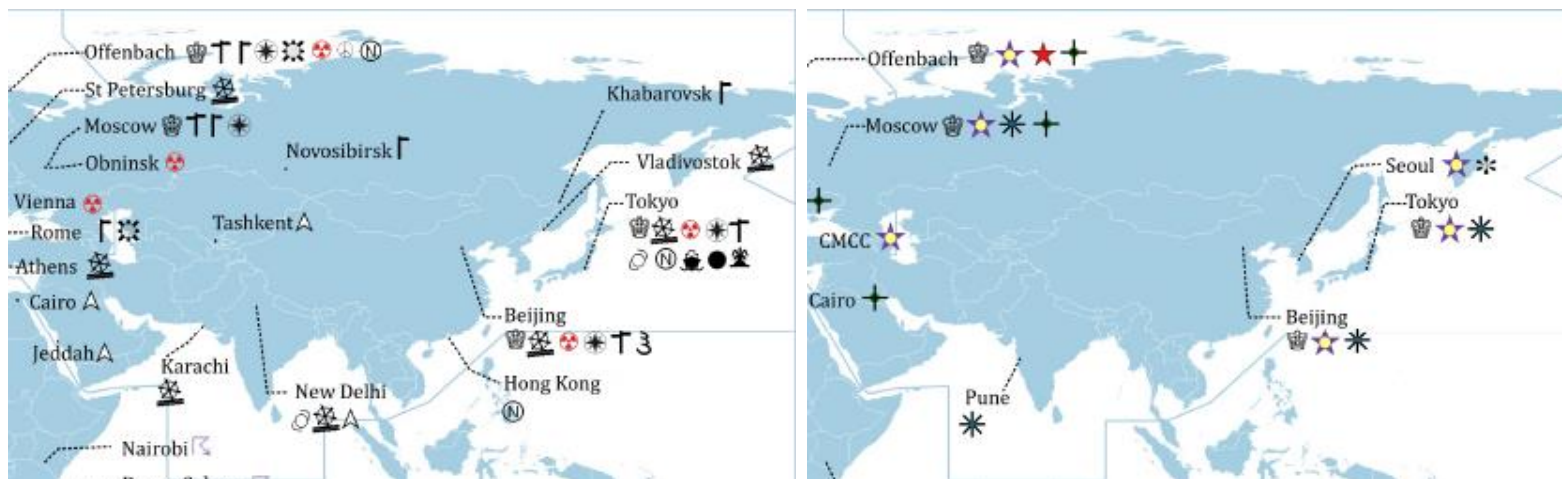 Offenbach
St Petersburg
Moscow
Obninsk
Novosibirsk
Khabarovsk
Vladivostok
Vienna
Tashkent
Tokyo
Rome
Athens
Cairo
Beijing
Jeddah
Karachi
New Delhi
Hong Kong
Nairobi
Offenbach
Moscow
Seoul
Tokyo
CMCC
Cairo
Beijing
Pune